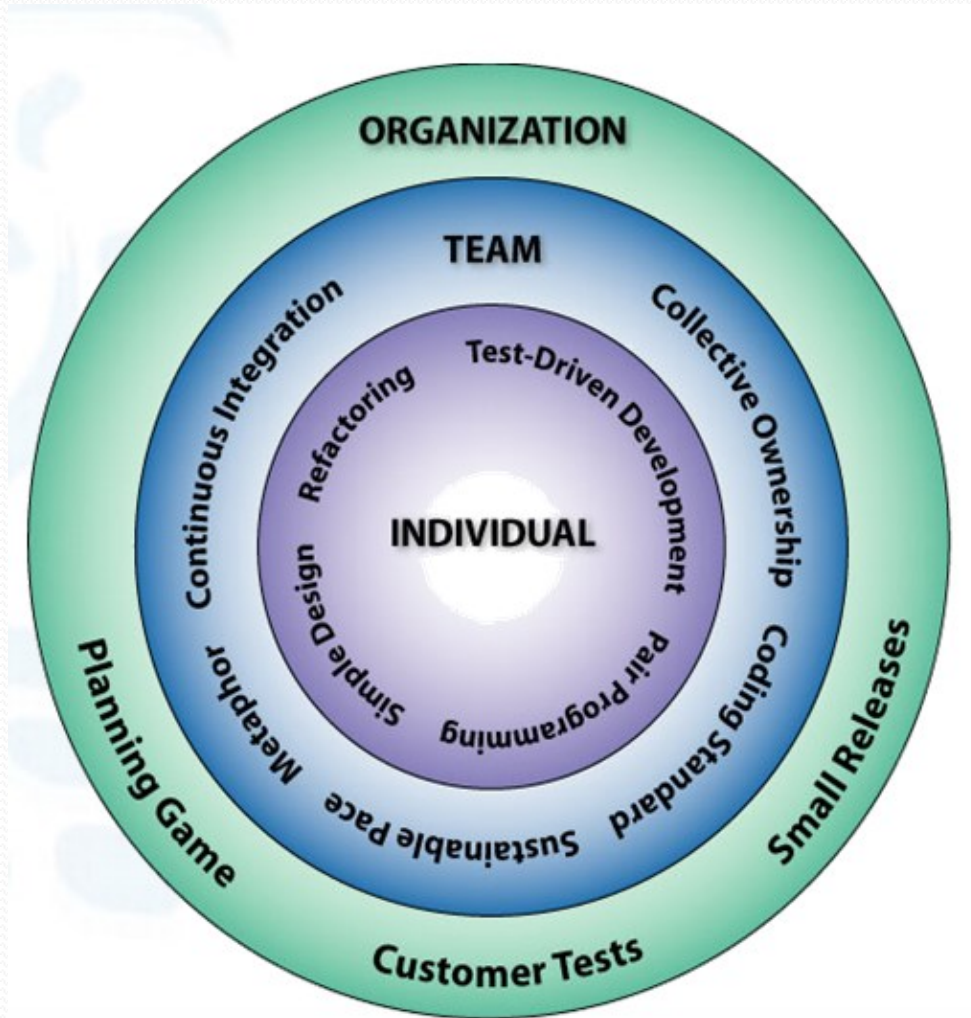 ORGANIZATION
TEAM
Continuous Integration
Collective Ownership
Refactoring
Test-Driven Development
INDIVIDUAL
Simple Design
Pair Programming
Metaphor
Sustainable Pace
Coding Standard
Planning Game
Customer Tests
Small Releases